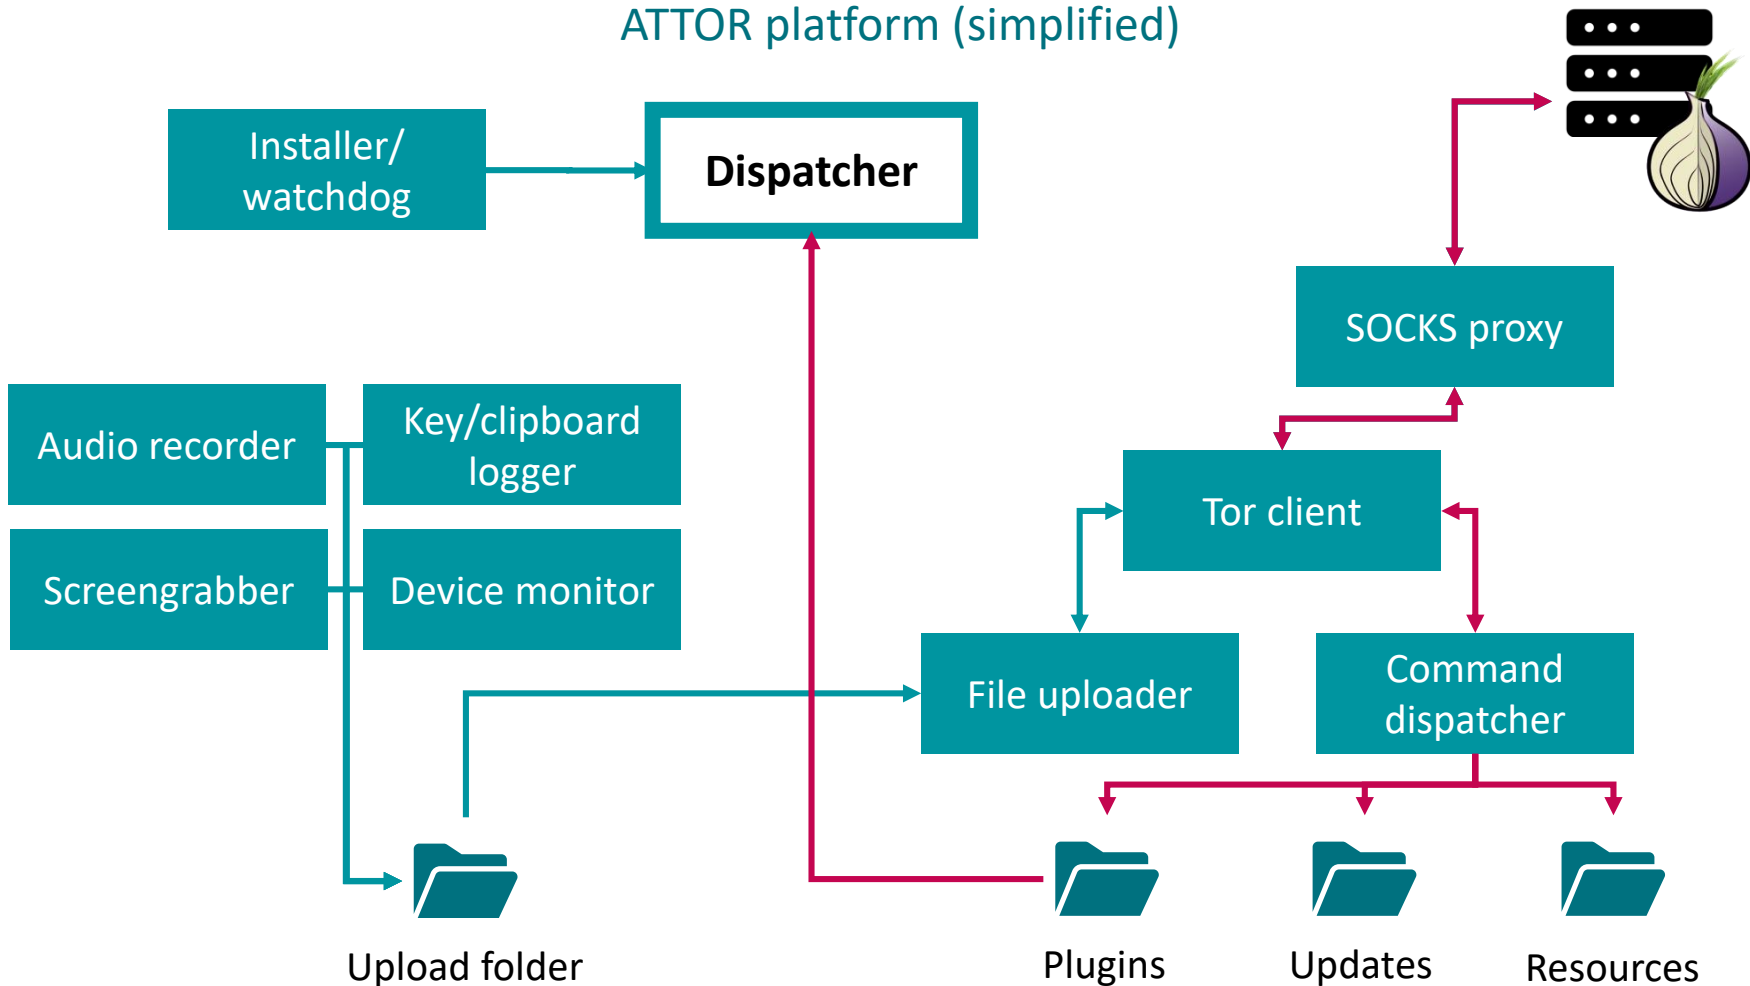 ATTOR platform (simplified)
Installer/
watchdog
Dispatcher
SOCKS proxy
Audio recorder
Key/clipboard
logger
Tor client
Screengrabber
Device monitor
File uploader
Command
dispatcher
Upload folder
Plugins
Updates
Resources